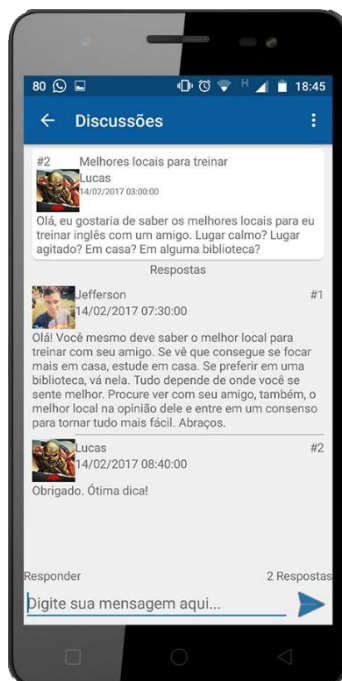 80 H 18:45
Discussões
#2 Melhores locais para treinar
Lucas
14/02/2017 03:00:00
Olá, eu gostaria de saber os melhores locais para eu
treinar inglês com um amigo. Lugar calmo? Lugar
agitado? Em casa? Em alguma biblioteca?
Respostas
Jefferson #1
14/02/2017 07:30:00
Olá! Você mesmo deve saber o melhor local para
treinar com seu amigo. Se vê que consegue se focar
mais em casa, estude em casa. Se preferir em uma
biblioteca, vá nela. Tudo depende de onde você se
sente melhor. Procure ver com seu amigo, também, o
melhor local na opinião dele e entre em um consenso
para tornar tudo mais fácil. Abraços.
Lucas #2
14/02/2017 08:40:00
Obrigado. Ótima dica!
Responder 2 Respostas
Digite sua mensagem aqui...